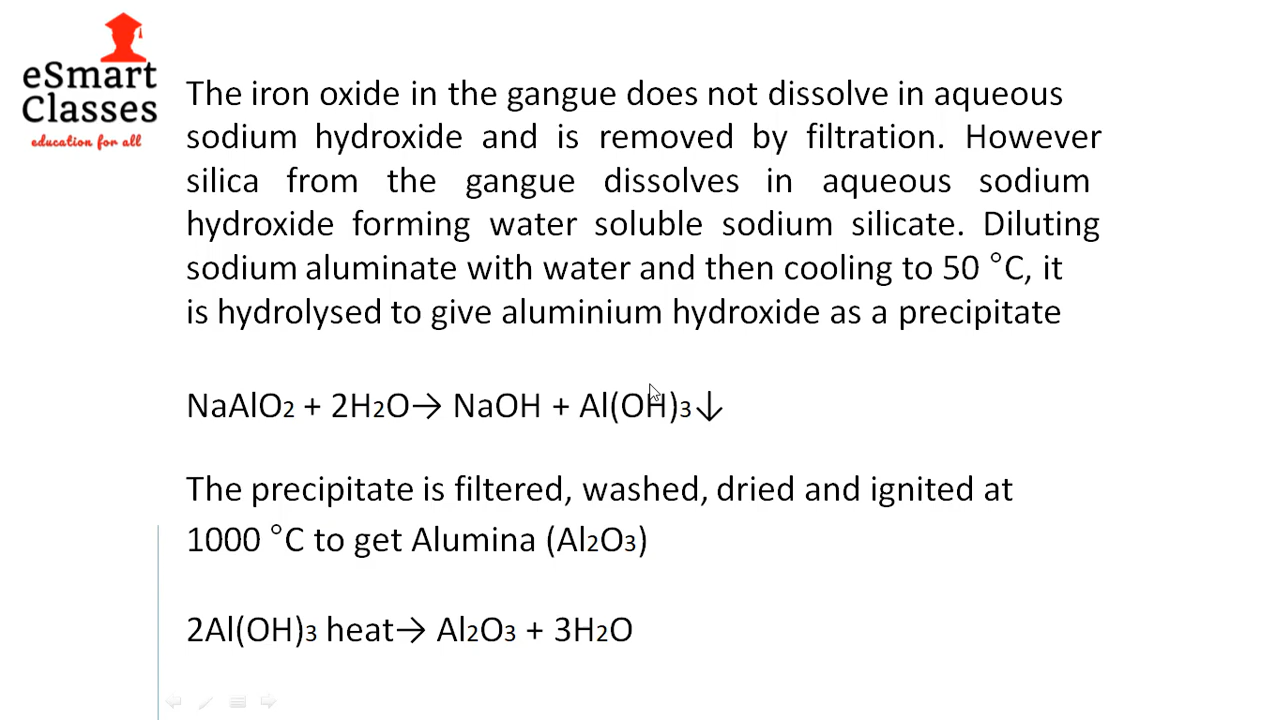 eSmart
Classes
education for all
The iron oxide in the gangue does not dissolve in aqueous
sodium hydroxide and is removed by filtration. However
silica from the gangue dissolves in aqueous sodium
hydroxide forming water soluble sodium silicate. Diluting
sodium aluminate with water and then cooling to 50 °C, it
is hydrolysed to give aluminium hydroxide as a precipitate
NaAlO2 + 2H2O→ NaOH + Al(OH)3↓
The precipitate is filtered, washed, dried and ignited at
1000 °C to get Alumina (Al2O3)
2Al(OH)3 heat→ Al2O3 + 3H2O